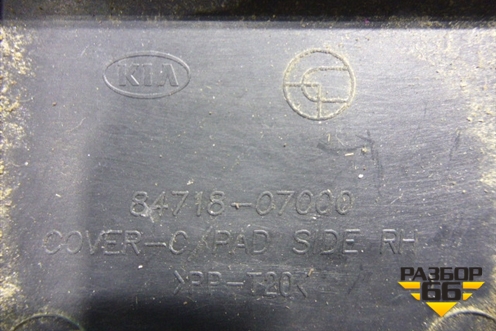 KIA
84718-07000
COVER-C/PAD SIDE. RH
>PP-T20<
РАЗБОР
66